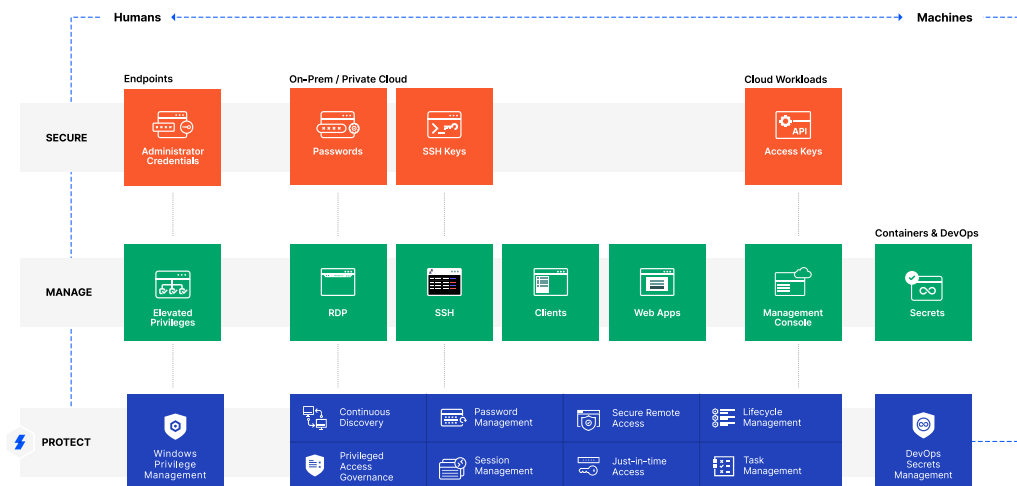 Humans
Machines
Endpoints
On-Prem / Private Cloud
Cloud Workloads
SECURE
Administrator
Credentials
Passwords
SSH Keys
API
Access Keys
Containers & DevOps
MANAGE
Elevated
Privileges
RDP
SSH
Clients
Web Apps
Management
Console
Secrets
PROTECT
Windows
Privilege
Management
Continuous
Discovery
Password
Management
Secure Remote
Access
Lifecycle
Management
Privileged
Access
Governance
Session
Management
Just-in-time
Access
Task
Management
DevOps
Secrets
Management